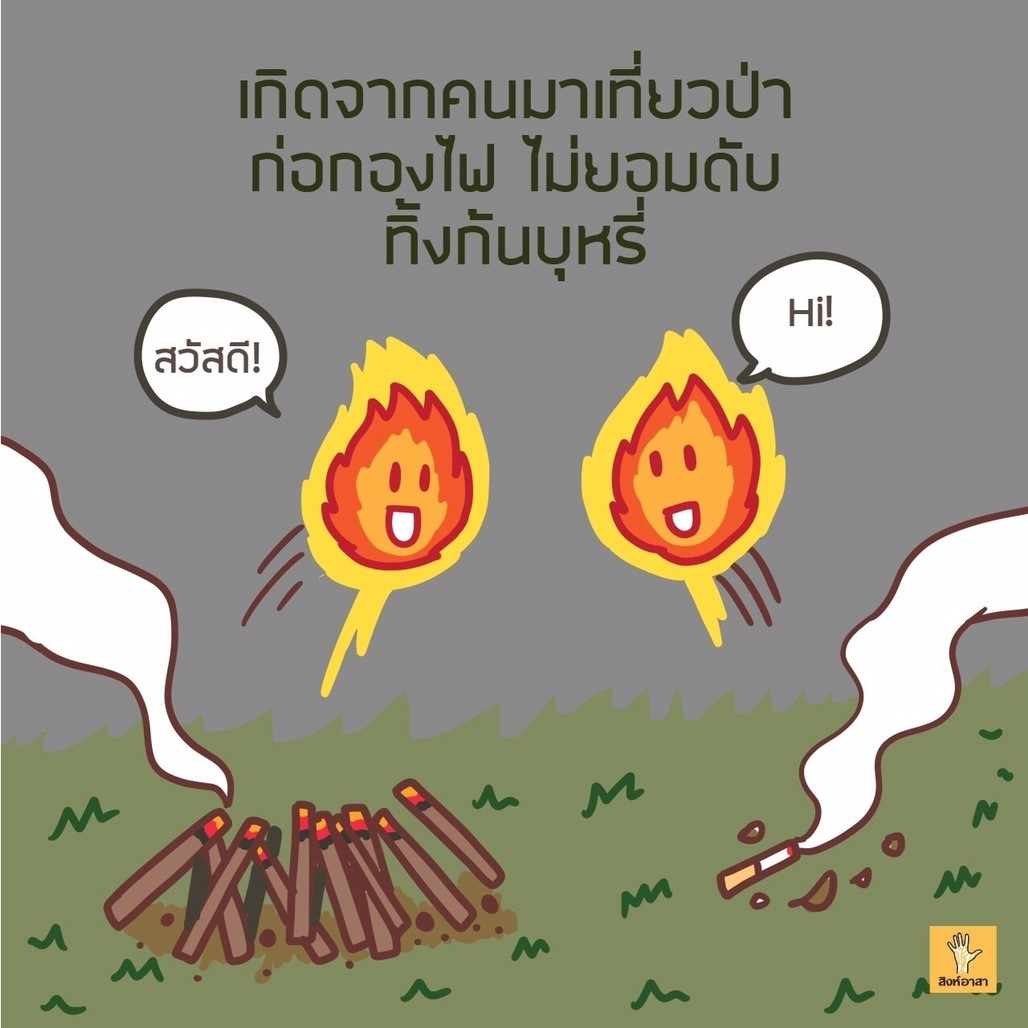 เกิดจากคนมาเที่ยวป่า
ก่อกองไฟ ไม่ยอมดับ
ทิ้งก้นบุหรี่
สวัสดี!
Hi!
สิงห์อาสา